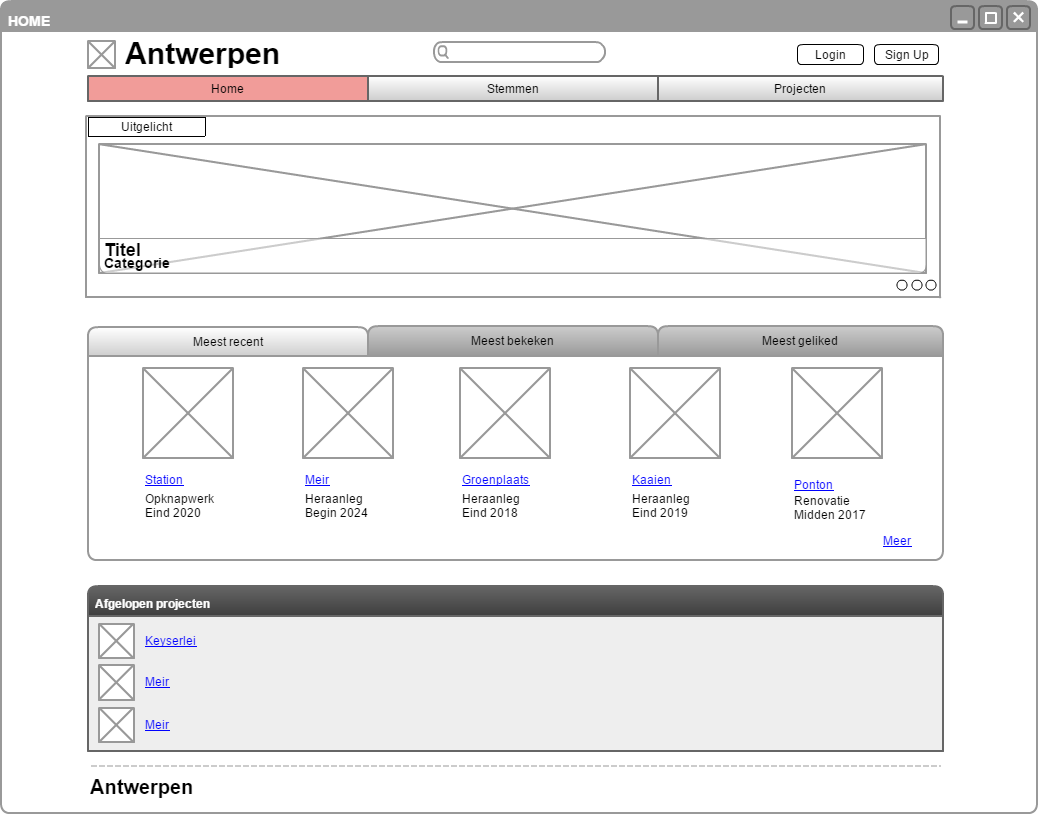 HOME
Antwerpen
Login
Sign Up
Home
Stemmen
Projecten
Uitgelicht
Titel
Categorie
Meest recent
Meest bekeken
Meest geliked
Station
Opknapwerk
Eind 2020
Meir
Heraanleg
Begin 2024
Groenplaats
Heraanleg
Eind 2018
Kaaien
Heraanleg
Eind 2019
Ponton
Renovatie
Midden 2017
Meer
Afgelopen projecten
Keyserlei
Meir
Meir
Antwerpen